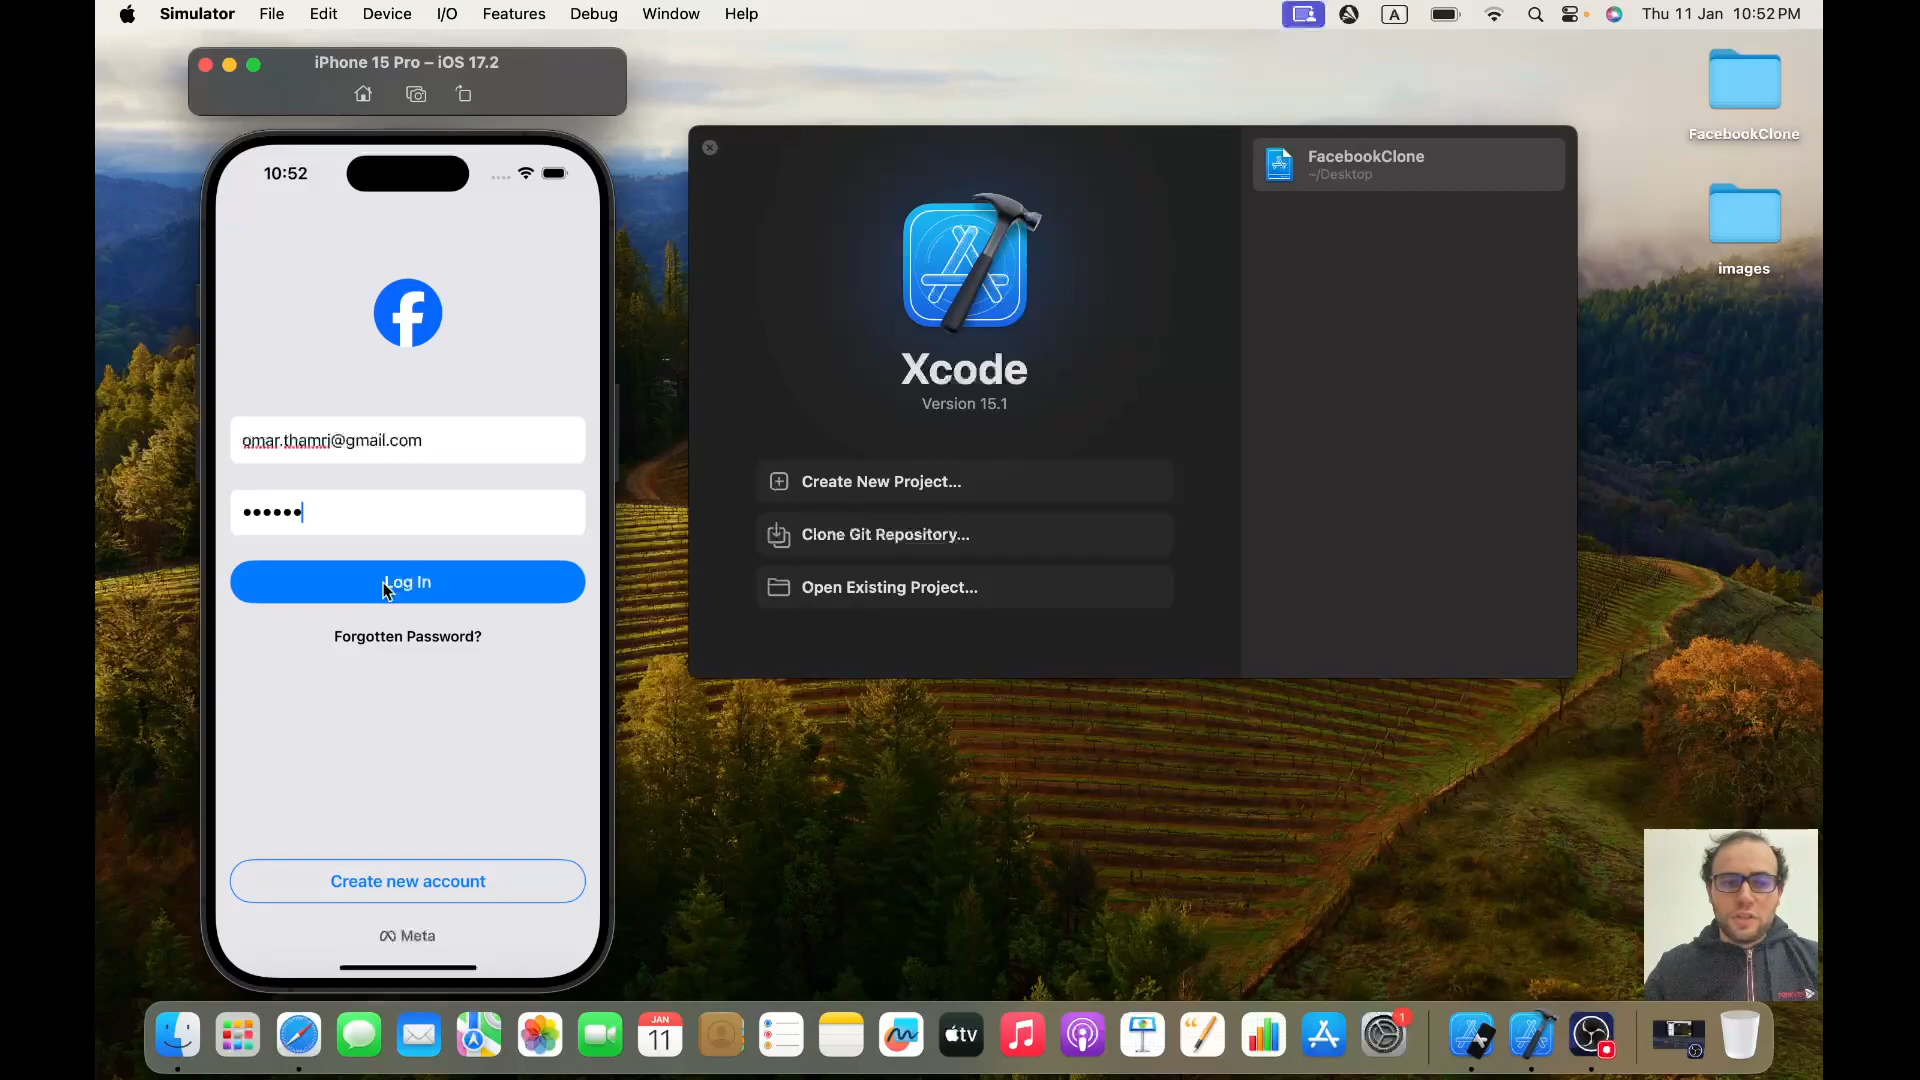 Simulator File Edit Device I/O Features Debug Window Help A Thu 11 Jan 10:52 PM
iPhone 15 Pro – iOS 17.2
10:52
omar.thamri@gmail.com
••••••
Log In
Forgotten Password?
Create new account
Meta
Xcode
Version 15.1
Create New Project...
Clone Git Repository...
Open Existing Project...
FacebookClone
~/Desktop
FacebookClone
images
JAN
11
tv
1